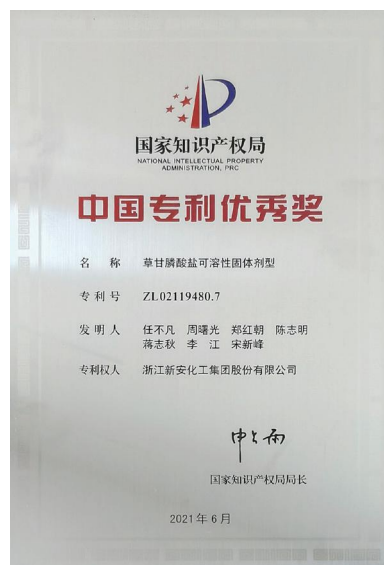 国家知识产权局
NATIONAL INTELLECTUAL PROPERTY
ADMINISTRATION, PRC
中国专利优秀奖
名 称 草甘膦酸盐可溶性固体剂型
专 利 号 ZL02119480.7
发 明 人 任不凡 周曙光 郑红朝 陈志明
蒋志秋 李 江 宋新峰
专利权人 浙江新安化工集团股份有限公司
申长雨
国家知识产权局局长
2021 年 6 月